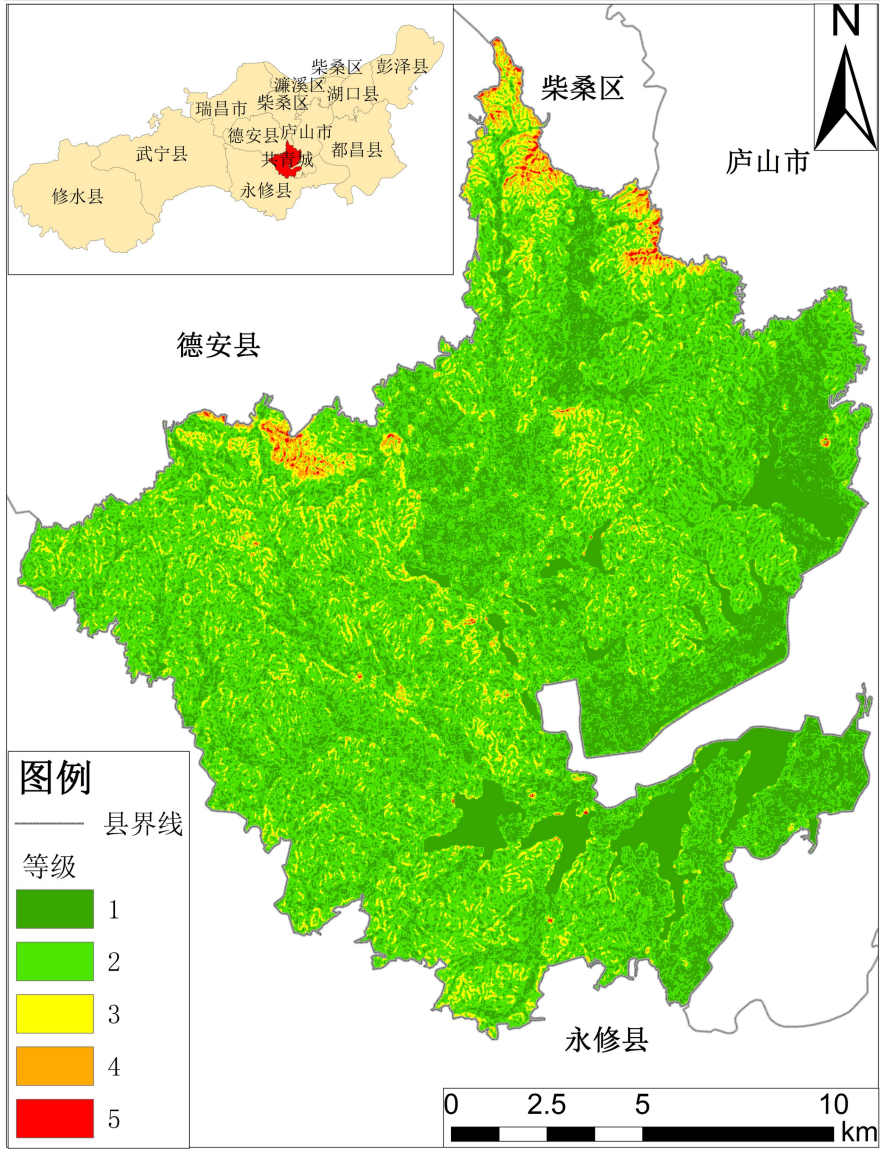 N
柴桑区
彭泽县
濂溪区
湖口县
柴桑区
瑞昌市
德安县
庐山市
都昌县
武宁县
共青城
永修县
修水县
柴桑区
庐山市
德安县
永修县
图例
县界线
等级
1
2
3
4
5
0 2.5 5 10
km